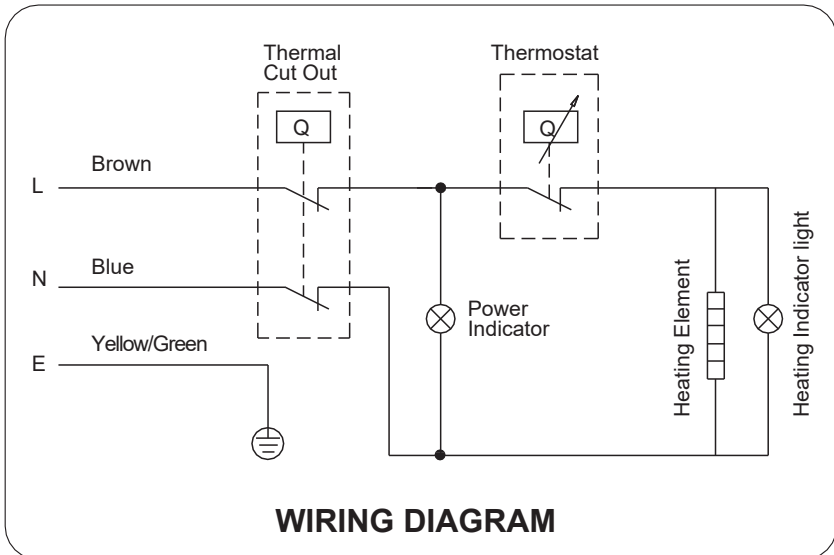 Thermal
Cut Out
Thermostat
Q
Q
L
Brown
N
Blue
Power
Indicator
Heating Element
Heating Indicator light
E
Yellow/Green
WIRING DIAGRAM